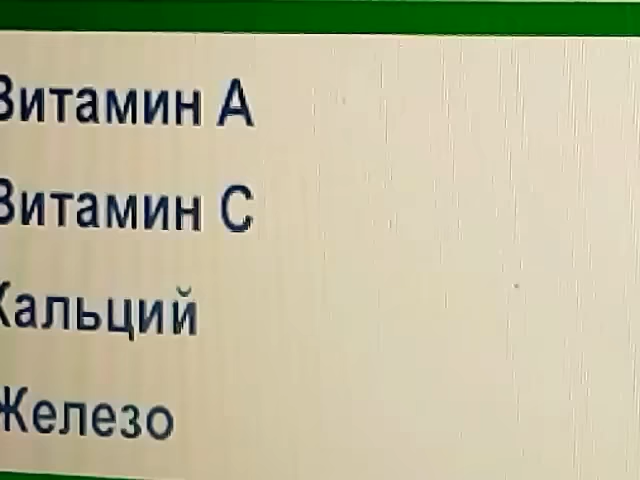 Витамин А
Витамин С
Кальций
Железо